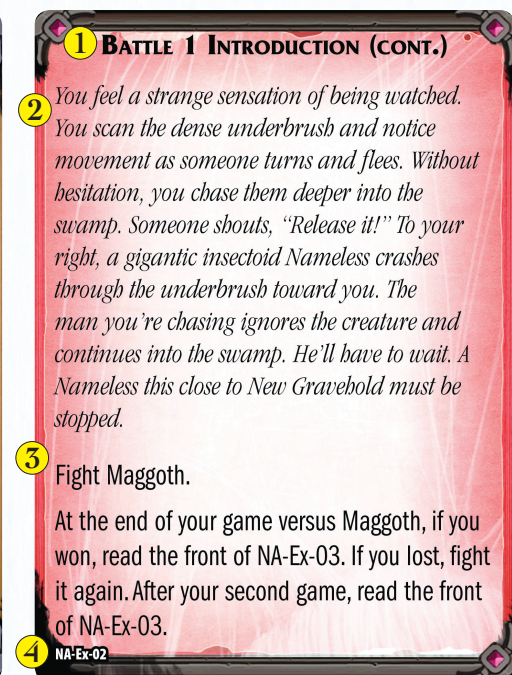 1 Battle 1 Introduction (cont.)
2 You feel a strange sensation of being watched.
You scan the dense underbrush and notice
movement as someone turns and flees. Without
hesitation, you chase them deeper into the
swamp. Someone shouts, “Release it!” To your
right, a gigantic insectoid Nameless crashes
through the underbrush toward you. The
man you’re chasing ignores the creature and
continues into the swamp. He’ll have to wait. A
Nameless this close to New Gravehold must be
stopped.
3 Fight Maggoth.
At the end of your game versus Maggoth, if you
won, read the front of NA-Ex-03. If you lost, fight
it again. After your second game, read the front
of NA-Ex-03.
4 NA-Ex-02